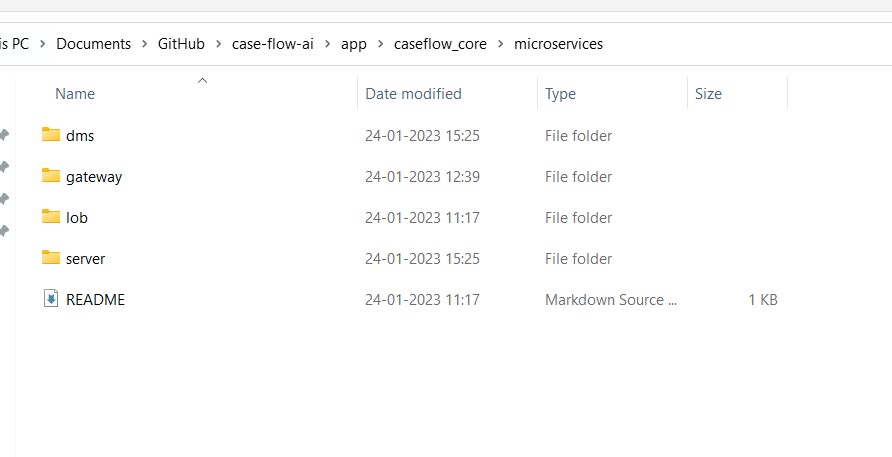 is PC > Documents > GitHub > case-flow-ai > app > caseflow_core > microservices
Name Date modified Type Size
dms 24-01-2023 15:25 File folder
gateway 24-01-2023 12:39 File folder
lob 24-01-2023 11:17 File folder
server 24-01-2023 15:25 File folder
README 24-01-2023 11:17 Markdown Source ... 1 KB